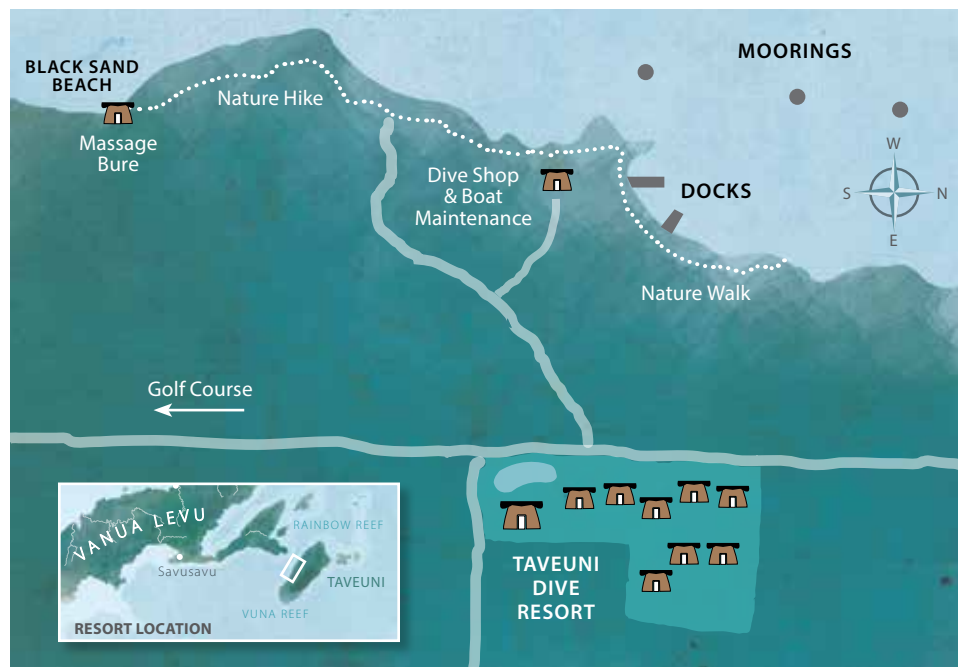 BLACK SAND
BEACH
Massage
Bure
Nature Hike
MOORINGS
Dive Shop
& Boat
Maintenance
DOCKS
W
S
N
E
Nature Walk
Golf Course
TAVEUNI
DIVE
RESORT
VANUA LEVU
Savusavu
RAINBOW REEF
TAVEUNI
VUNA REEF
RESORT LOCATION